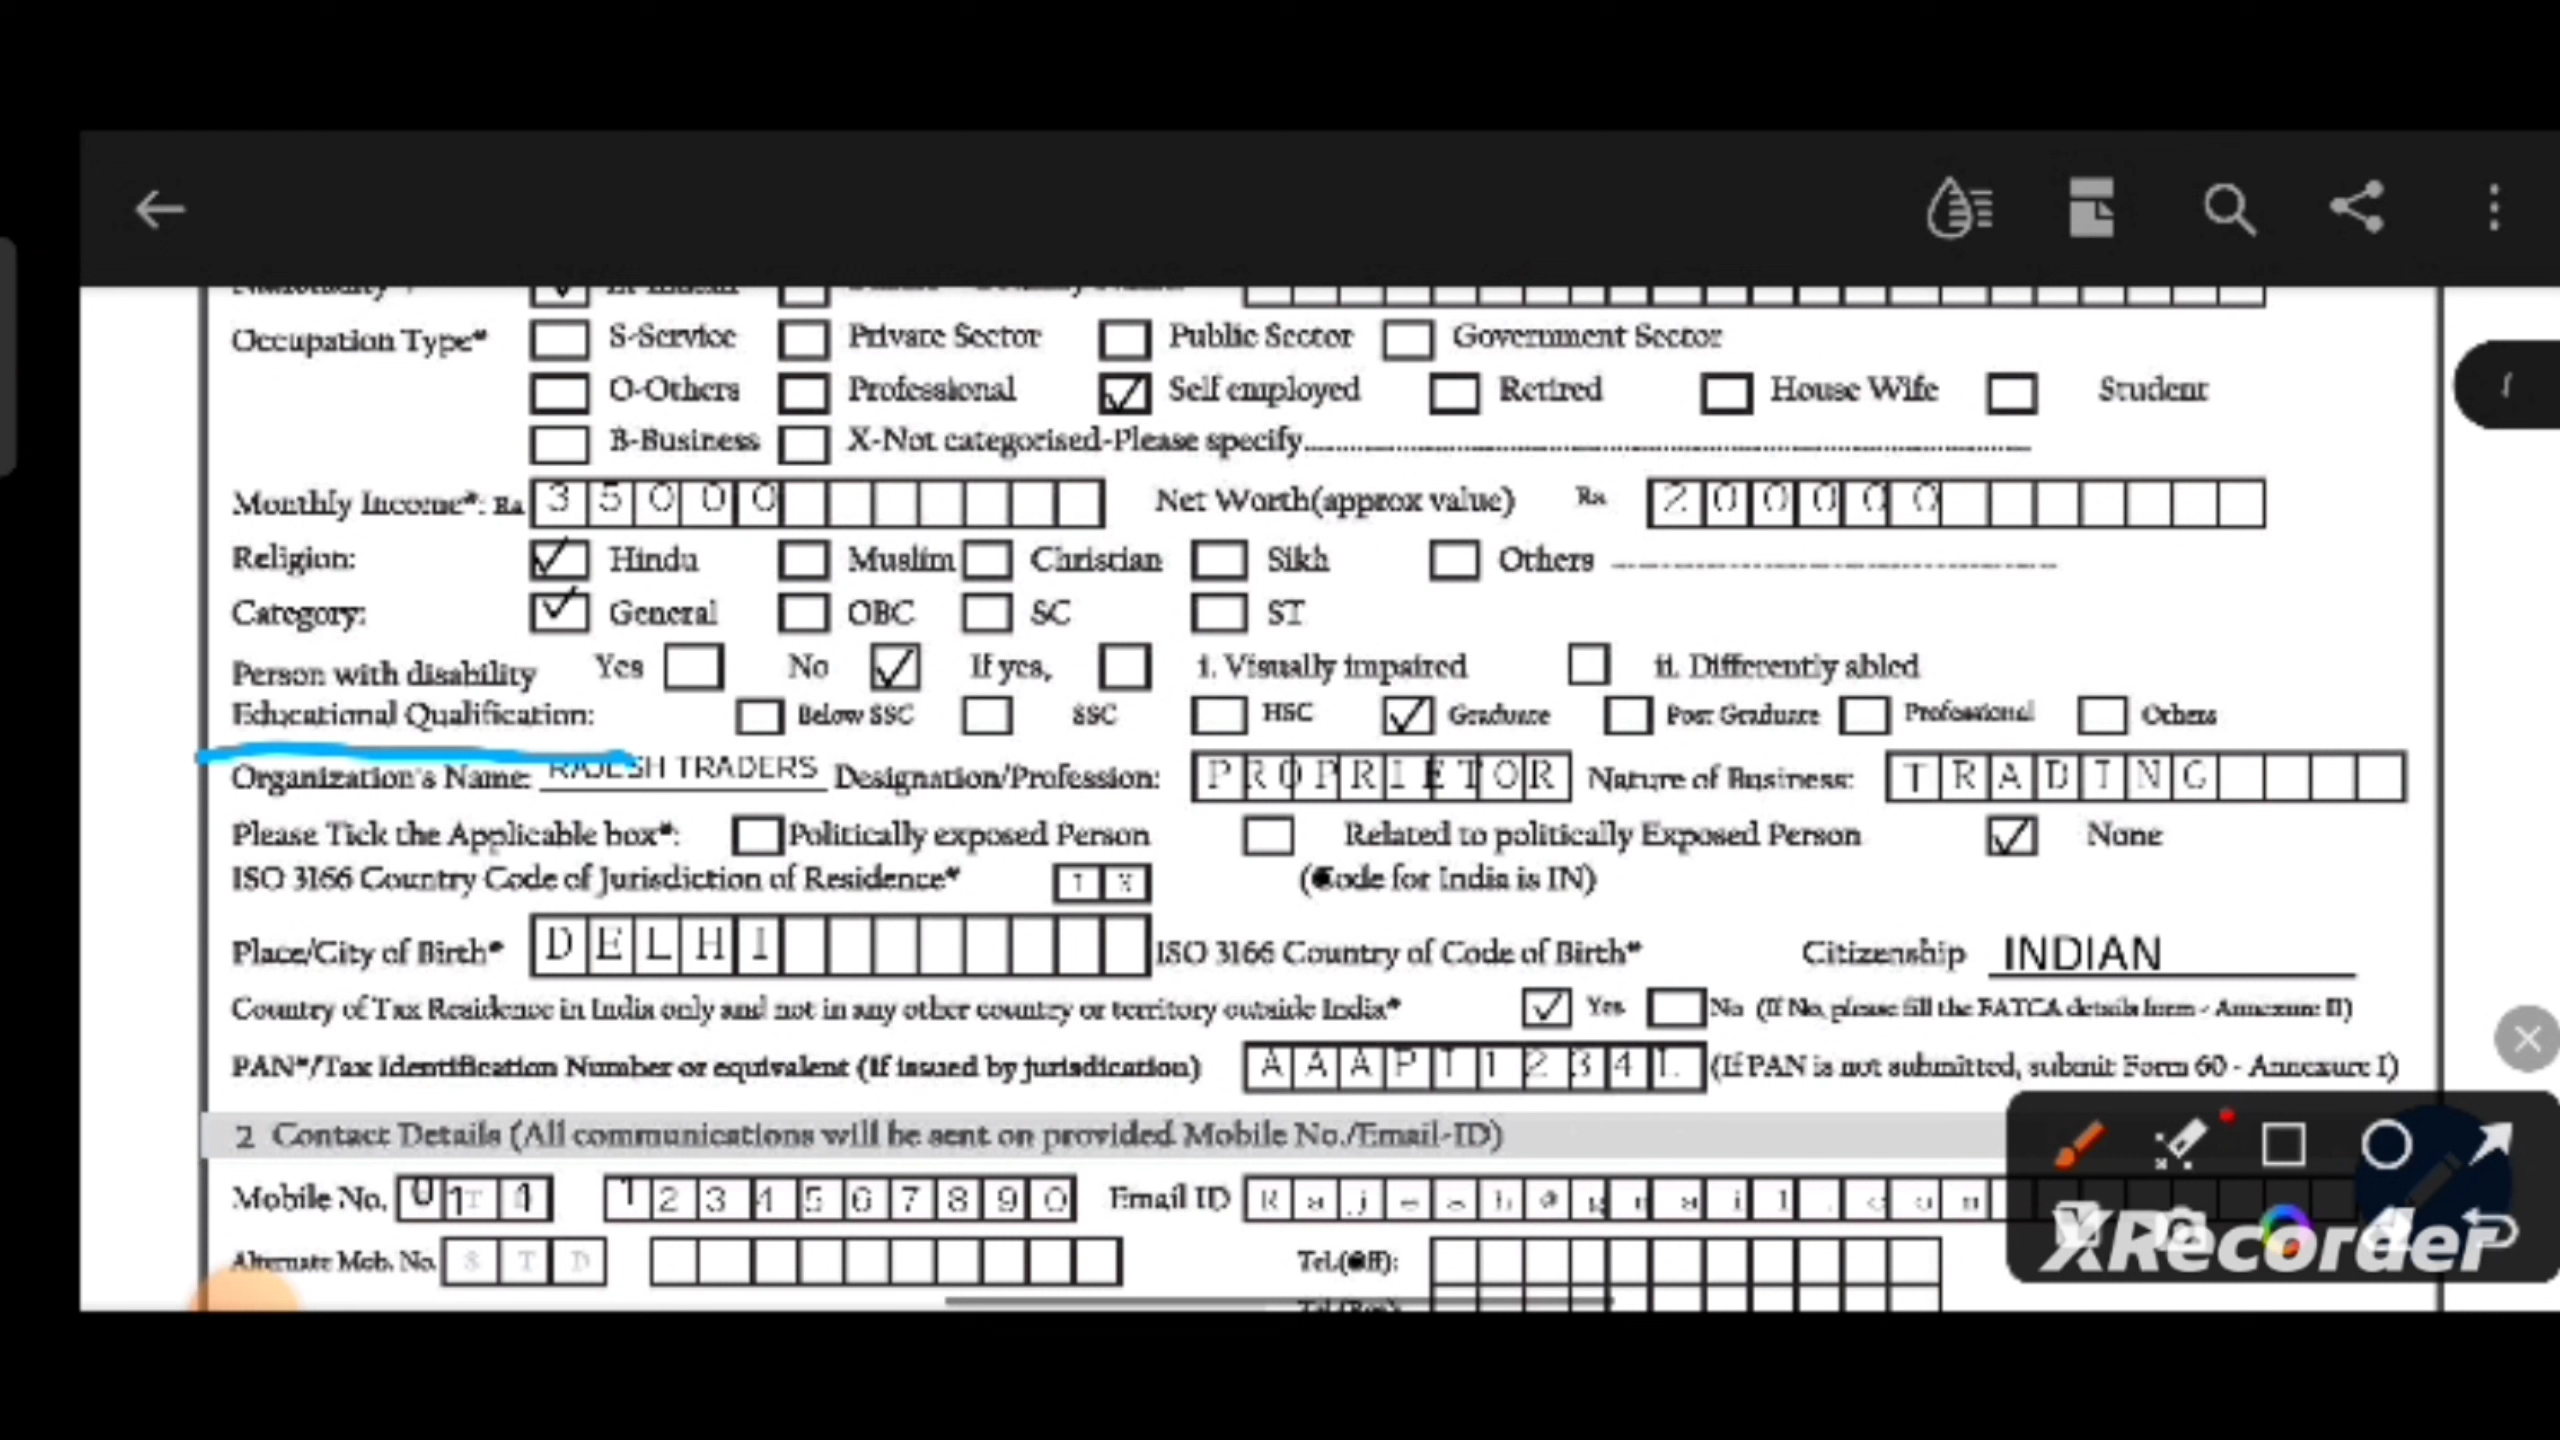 Occupation Type* S-Service Private Sector Public Sector Government Sector
O-Others Professional Self employed Retired House Wife Student
B-Business X-Not categorised-Please specify
Monthly Income*: Rs 35000 Net Worth(approx value) Rs 200000
Religion: Hindu Muslim Christian Sikh Others
Category: General OBC SC ST
Person with disability Yes No If yes, i. Visually impaired ii. Differently abled
Educational Qualification: Below SSC SSC HSC Graduate Post Graduate Professional Others
Organization's Name: RAJESH TRADERS Designation/Profession: PROPRIETOR Nature of Business: TRADING
Please Tick the Applicable box*: Politically exposed Person Related to politically Exposed Person None
ISO 3166 Country Code of Jurisdiction of Residence* IN (Code for India is IN)
Place/City of Birth* DELHI ISO 3166 Country of Code of Birth* Citizenship INDIAN
Country of Tax Residence in India only and not in any other country or territory outside India* Yes No (If No, please fill the FATCA details form - Annexure II)
PAN*/Tax Identification Number or equivalent (If issued by jurisdication) AAAPT1234L (If PAN is not submitted, submit Form 60 - Annexure I)
2 Contact Details (All communications will be sent on provided Mobile No./Email-ID)
Mobile No. 1234567890 Email ID Rajesh@gmail.com
Alternate Mob. No. STD Tel.(Off):
XRecorder